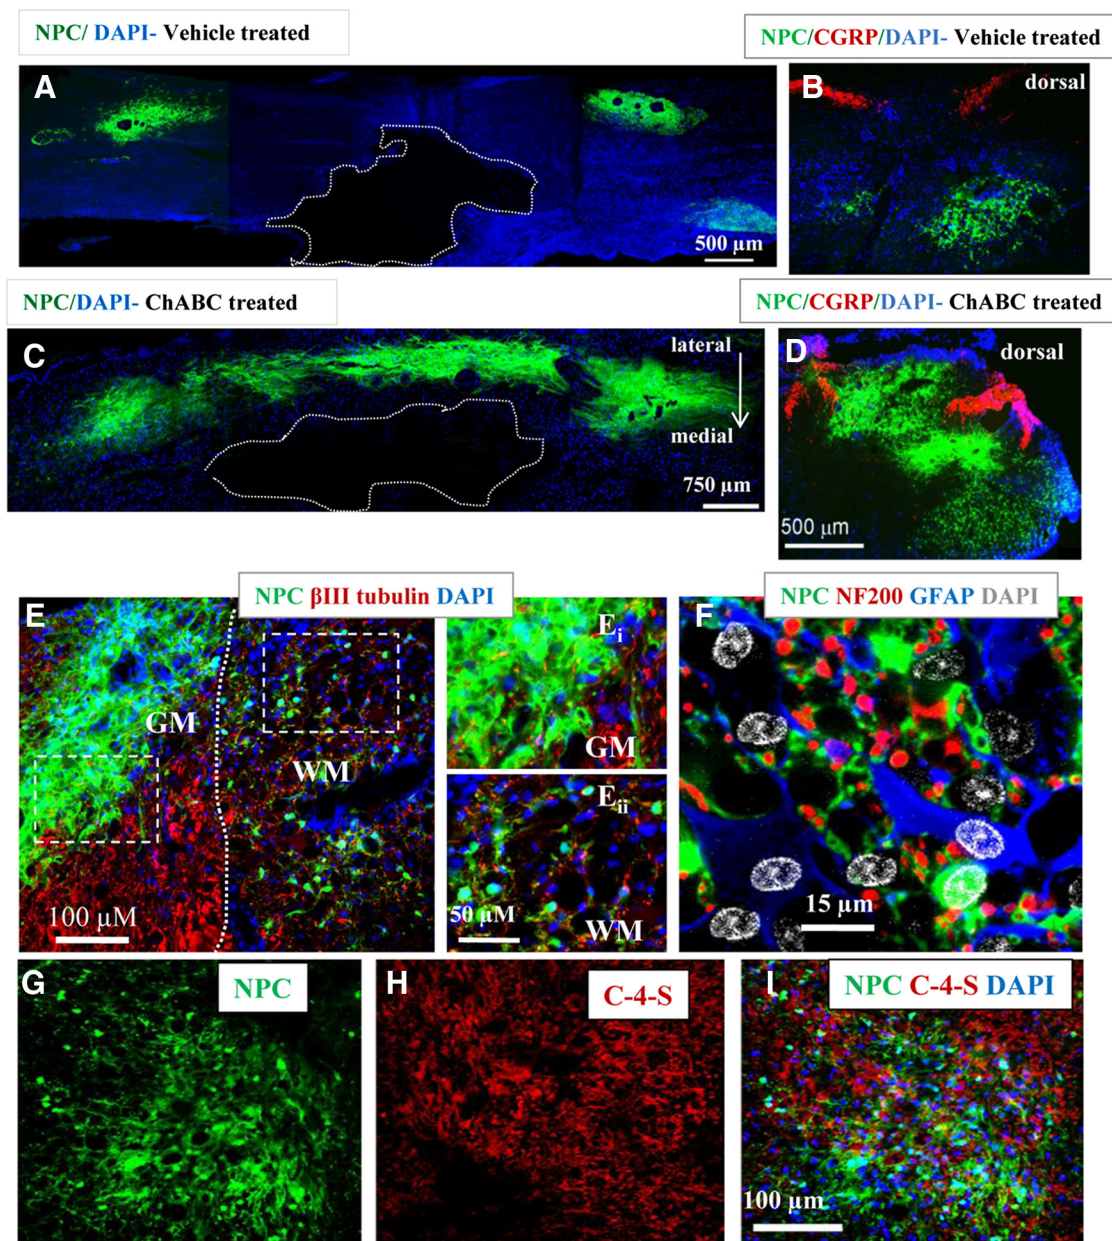 NPC/ DAPI- Vehicle treated
NPC/CGRP/DAPI- Vehicle treated
A
500 µm
B
dorsal
NPC/DAPI- ChABC treated
NPC/CGRP/DAPI- ChABC treated
C
lateral
medial
750 µm
D
dorsal
500 µm
NPC βIII tubulin DAPI
NPC NF200 GFAP DAPI
E
GM
WM
100 µM
Ei
GM
Eii
50 µM
WM
F
15 µm
G
NPC
H
C-4-S
I
NPC C-4-S DAPI
100 µm